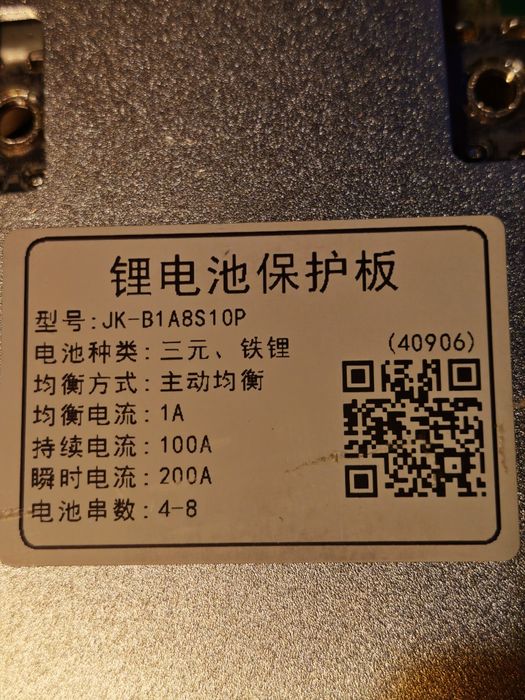 锂电池保护板
型号:JK-B1A8S10P
电池种类:三元、铁锂
(40906)
均衡方式:主动均衡
均衡电流:1A
持续电流:100A
瞬时电流:200A
电池串数:4-8